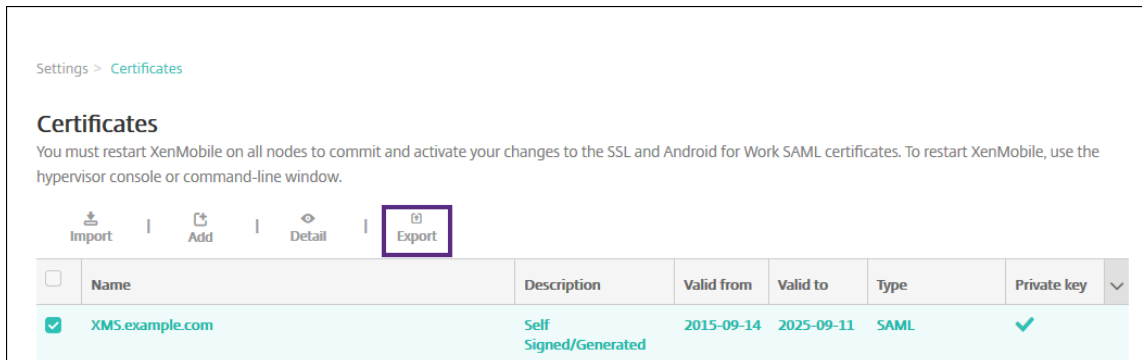 Settings > Certificates
Certificates
You must restart XenMobile on all nodes to commit and activate your changes to the SSL and Android for Work SAML certificates. To restart XenMobile, use the
hypervisor console or command-line window.
Import | Add | Detail | Export
Name Description Valid from Valid to Type Private key
XMS.example.com Self 2015-09-14 2025-09-11 SAML
Signed/Generated